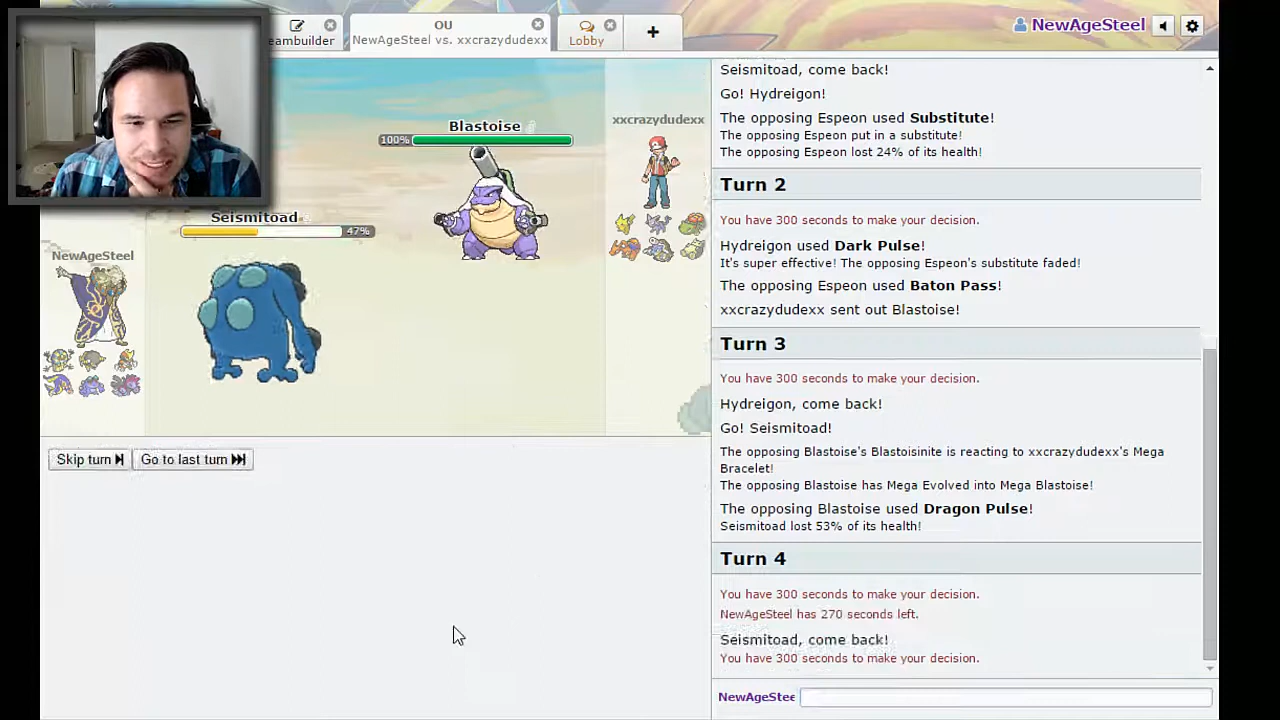 eambuilder
OU
NewAgeSteel vs. xxcrazydudexx
Lobby
+
NewAgeSteel
Blastoise
100%
xxcrazydudexx
Seismitoad
47%
NewAgeSteel
Skip turn
Go to last turn
Seismitoad, come back!
Go! Hydreigon!
The opposing Espeon used Substitute!
The opposing Espeon put in a substitute!
The opposing Espeon lost 24% of its health!
Turn 2
You have 300 seconds to make your decision.
Hydreigon used Dark Pulse!
It's super effective! The opposing Espeon's substitute faded!
The opposing Espeon used Baton Pass!
xxcrazydudexx sent out Blastoise!
Turn 3
You have 300 seconds to make your decision.
Hydreigon, come back!
Go! Seismitoad!
The opposing Blastoise's Blastoisinite is reacting to xxcrazydudexx's Mega
Bracelet!
The opposing Blastoise has Mega Evolved into Mega Blastoise!
The opposing Blastoise used Dragon Pulse!
Seismitoad lost 53% of its health!
Turn 4
You have 300 seconds to make your decision.
NewAgeSteel has 270 seconds left.
Seismitoad, come back!
You have 300 seconds to make your decision.
NewAgeStee